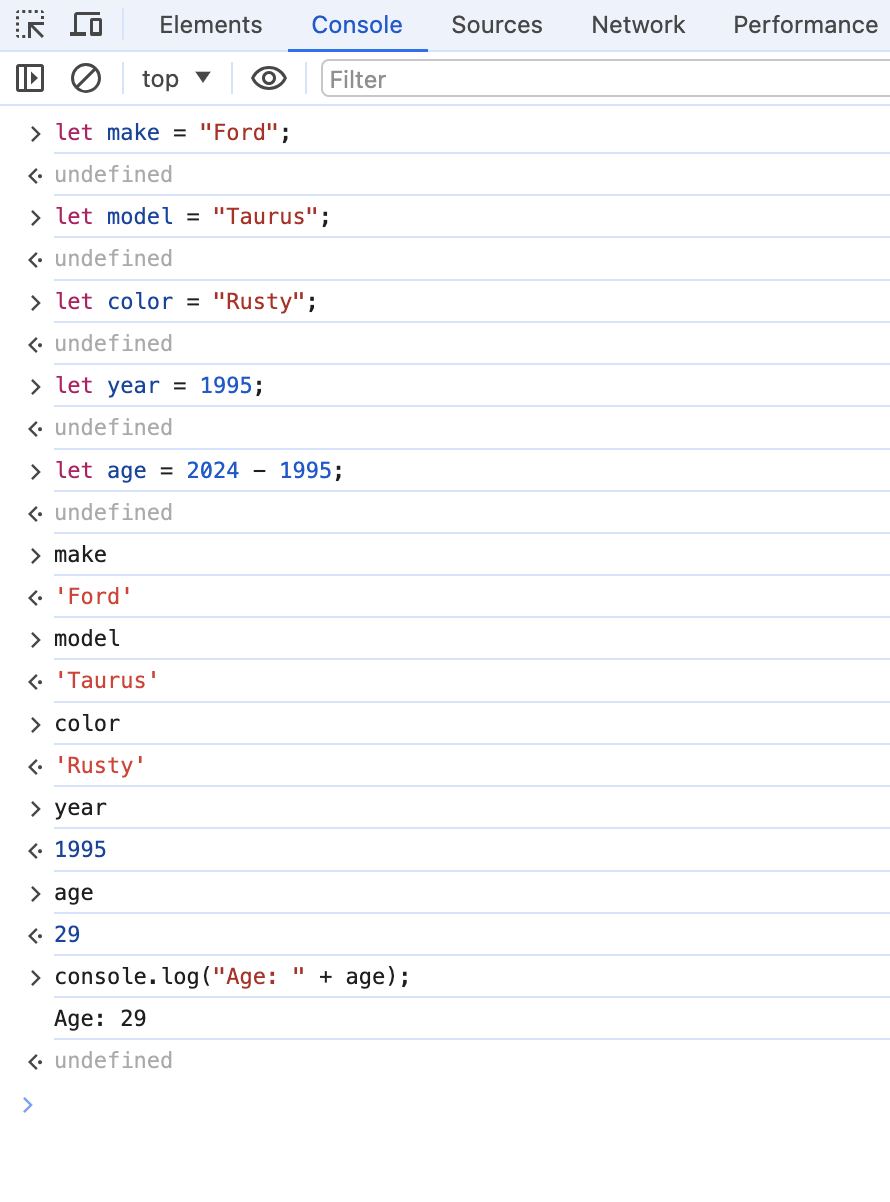 Elements Console Sources Network Performance
top Filter
let make = "Ford";
undefined
let model = "Taurus";
undefined
let color = "Rusty";
undefined
let year = 1995;
undefined
let age = 2024 - 1995;
undefined
make
'Ford'
model
'Taurus'
color
'Rusty'
year
1995
age
29
console.log("Age: " + age);
Age: 29
undefined